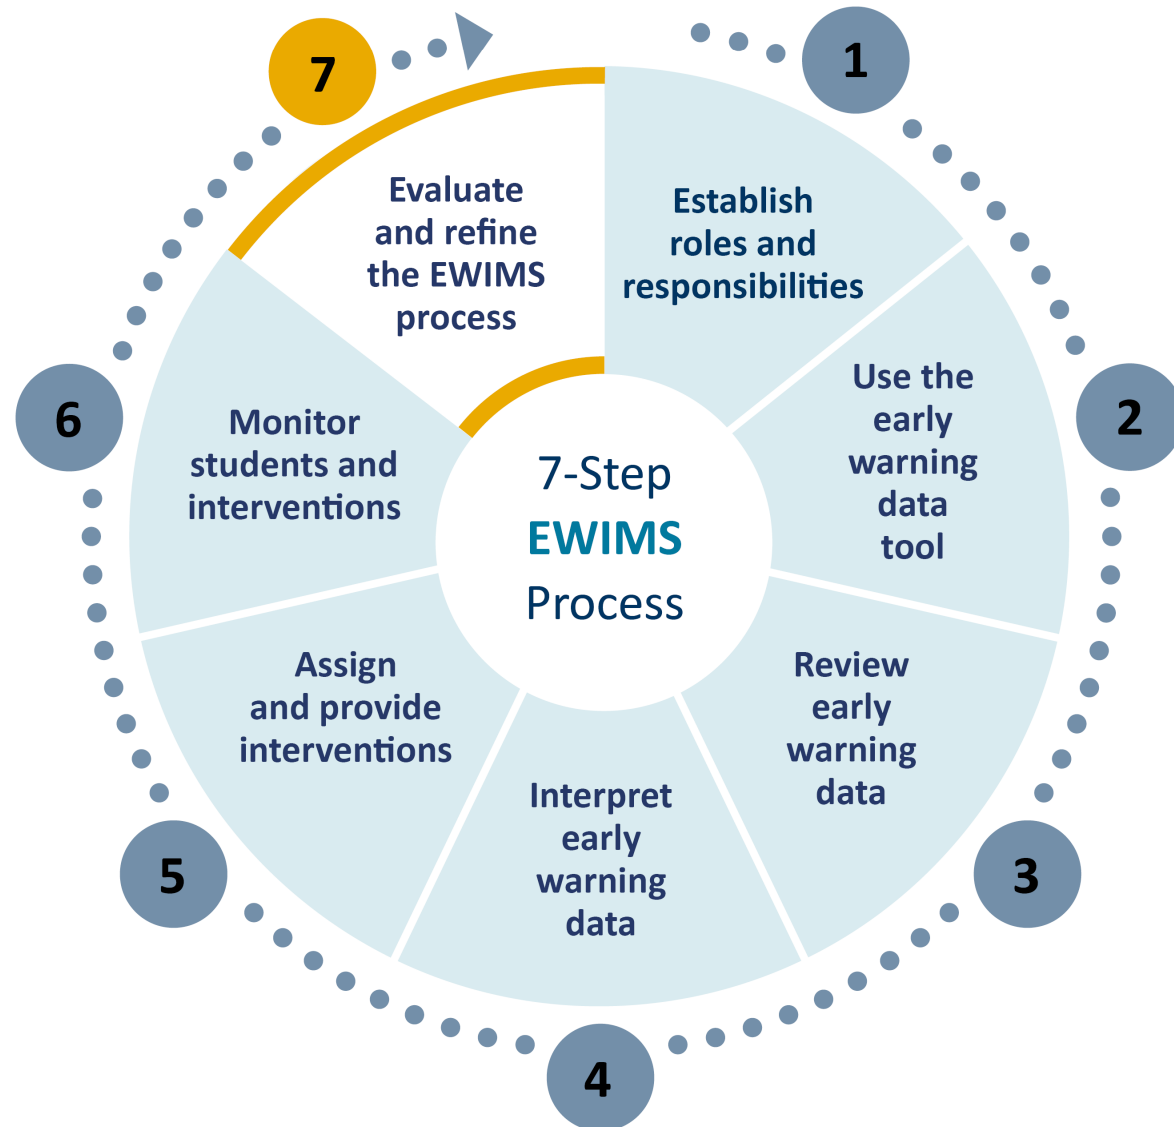 7-Step
EWIMS
Process
1
Establish
roles and
responsibilities
2
Use the
early
warning
data
tool
3
Review
early
warning
data
4
Interpret
early
warning
data
5
Assign
and provide
interventions
6
Monitor
students and
interventions
7
Evaluate
and refine
the EWIMS
process